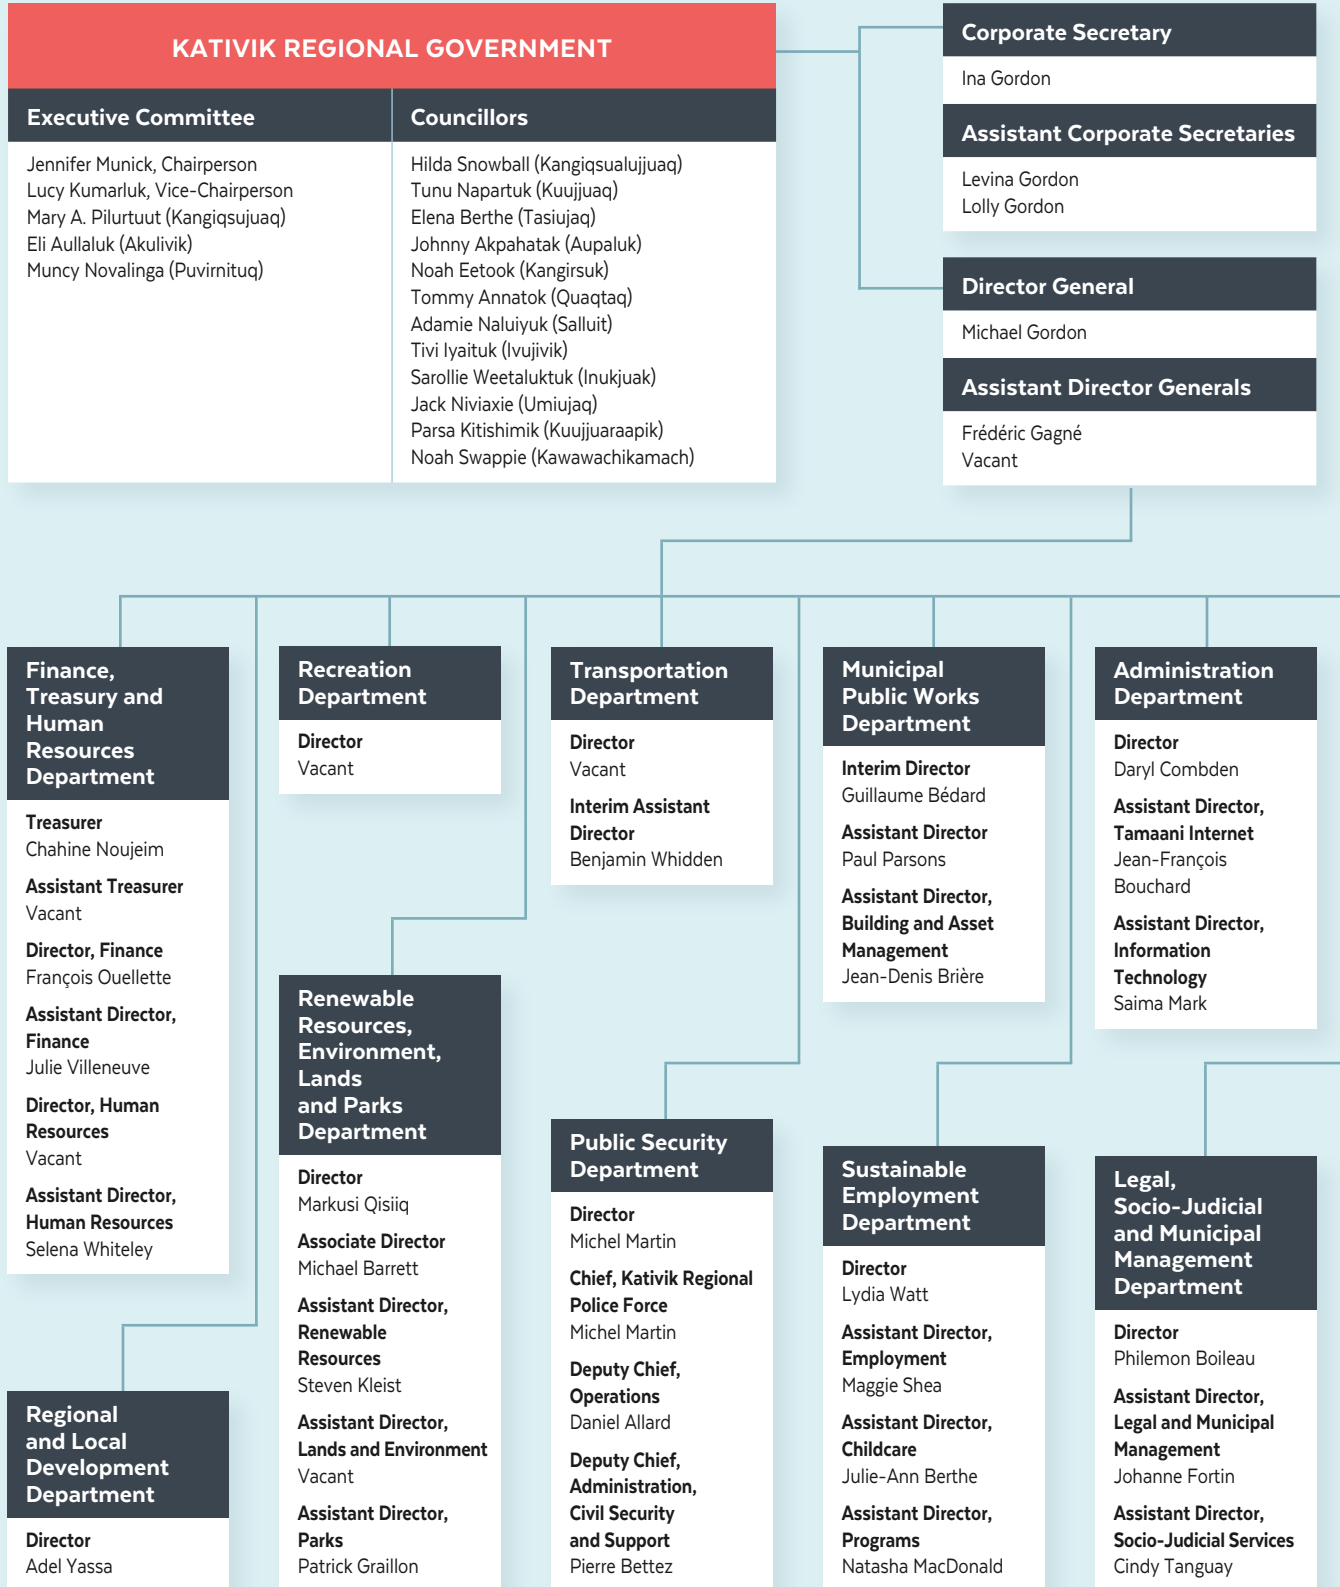 KATIVIK REGIONAL GOVERNMENT
Executive Committee
Jennifer Munick, Chairperson
Lucy Kumarluk, Vice-Chairperson
Mary A. Pilurtuut (Kangiqsujuaq)
Eli Aullaluk (Akulivik)
Muncy Novalinga (Puvirnituq)
Councillors
Hilda Snowball (Kangiqsualujjuaq)
Tunu Napartuk (Kuujjuaq)
Elena Berthe (Tasiujaq)
Johnny Akpahatak (Aupaluk)
Noah Eetook (Kangirsuk)
Tommy Annatok (Quaqtaq)
Adamie Naluiyuk (Salluit)
Tivi Iyaituk (Ivujivik)
Sarollie Weetaluktuk (Inukjuak)
Jack Niviaxie (Umiujaq)
Parsa Kitishimik (Kuujjuaraapik)
Noah Swappie (Kawawachikamach)
Corporate Secretary
Ina Gordon
Assistant Corporate Secretaries
Levina Gordon
Lolly Gordon
Director General
Michael Gordon
Assistant Director Generals
Frédéric Gagné
Vacant
Finance,
Treasury and
Human
Resources
Department
Treasurer
Chahine Noujeim
Assistant Treasurer
Vacant
Director, Finance
François Ouellette
Assistant Director,
Finance
Julie Villeneuve
Director, Human
Resources
Vacant
Assistant Director,
Human Resources
Selena Whiteley
Regional
and Local
Development
Department
Director
Adel Yassa
Recreation
Department
Director
Vacant
Renewable
Resources,
Environment,
Lands
and Parks
Department
Director
Markusi Qisiiq
Associate Director
Michael Barrett
Assistant Director,
Renewable
Resources
Steven Kleist
Assistant Director,
Lands and Environment
Vacant
Assistant Director,
Parks
Patrick Graillon
Transportation
Department
Director
Vacant
Interim Assistant
Director
Benjamin Whidden
Public Security
Department
Director
Michel Martin
Chief, Kativik Regional
Police Force
Michel Martin
Deputy Chief,
Operations
Daniel Allard
Deputy Chief,
Administration,
Civil Security
and Support
Pierre Bettez
Municipal
Public Works
Department
Interim Director
Guillaume Bédard
Assistant Director
Paul Parsons
Assistant Director,
Building and Asset
Management
Jean-Denis Brière
Sustainable
Employment
Department
Director
Lydia Watt
Assistant Director,
Employment
Maggie Shea
Assistant Director,
Childcare
Julie-Ann Berthe
Assistant Director,
Programs
Natasha MacDonald
Administration
Department
Director
Daryl Combden
Assistant Director,
Tamaani Internet
Jean-François
Bouchard
Assistant Director,
Information
Technology
Saima Mark
Legal,
Socio-Judicial
and Municipal
Management
Department
Director
Philemon Boileau
Assistant Director,
Legal and Municipal
Management
Johanne Fortin
Assistant Director,
Socio-Judicial Services
Cindy Tanguay